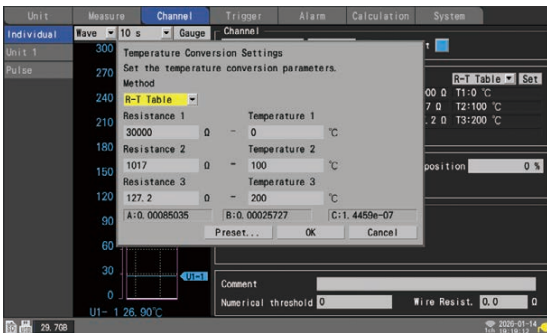 Unit Measure Channel Trigger Alarm Calculation System
Individual
Unit 1
Pulse
Wave 10 s Gauge
Channel
300
270
240
210
180
150
120
90
60
30
0
Temperature Conversion Settings
Set the temperature conversion parameters.
Method
R-T Table
Resistance 1 Temperature 1
30000 Ω - 0 ℃
Resistance 2 Temperature 2
1017 Ω - 100 ℃
Resistance 3 Temperature 3
127.2 Ω - 200 ℃
A:0.00085035 B:0.00025727 C:1.4459e-07
Preset... OK Cancel
R-T Table Set
00 Ω T1:0 ℃
7 Ω T2:100 ℃
.2 Ω T3:200 ℃
position 0 %
U1-1
U1- 1 26.90℃
Comment
Numerical threshold 0 Wire Resist. 0.0 Ω
29.7GB
2026-01-14
19:19:12